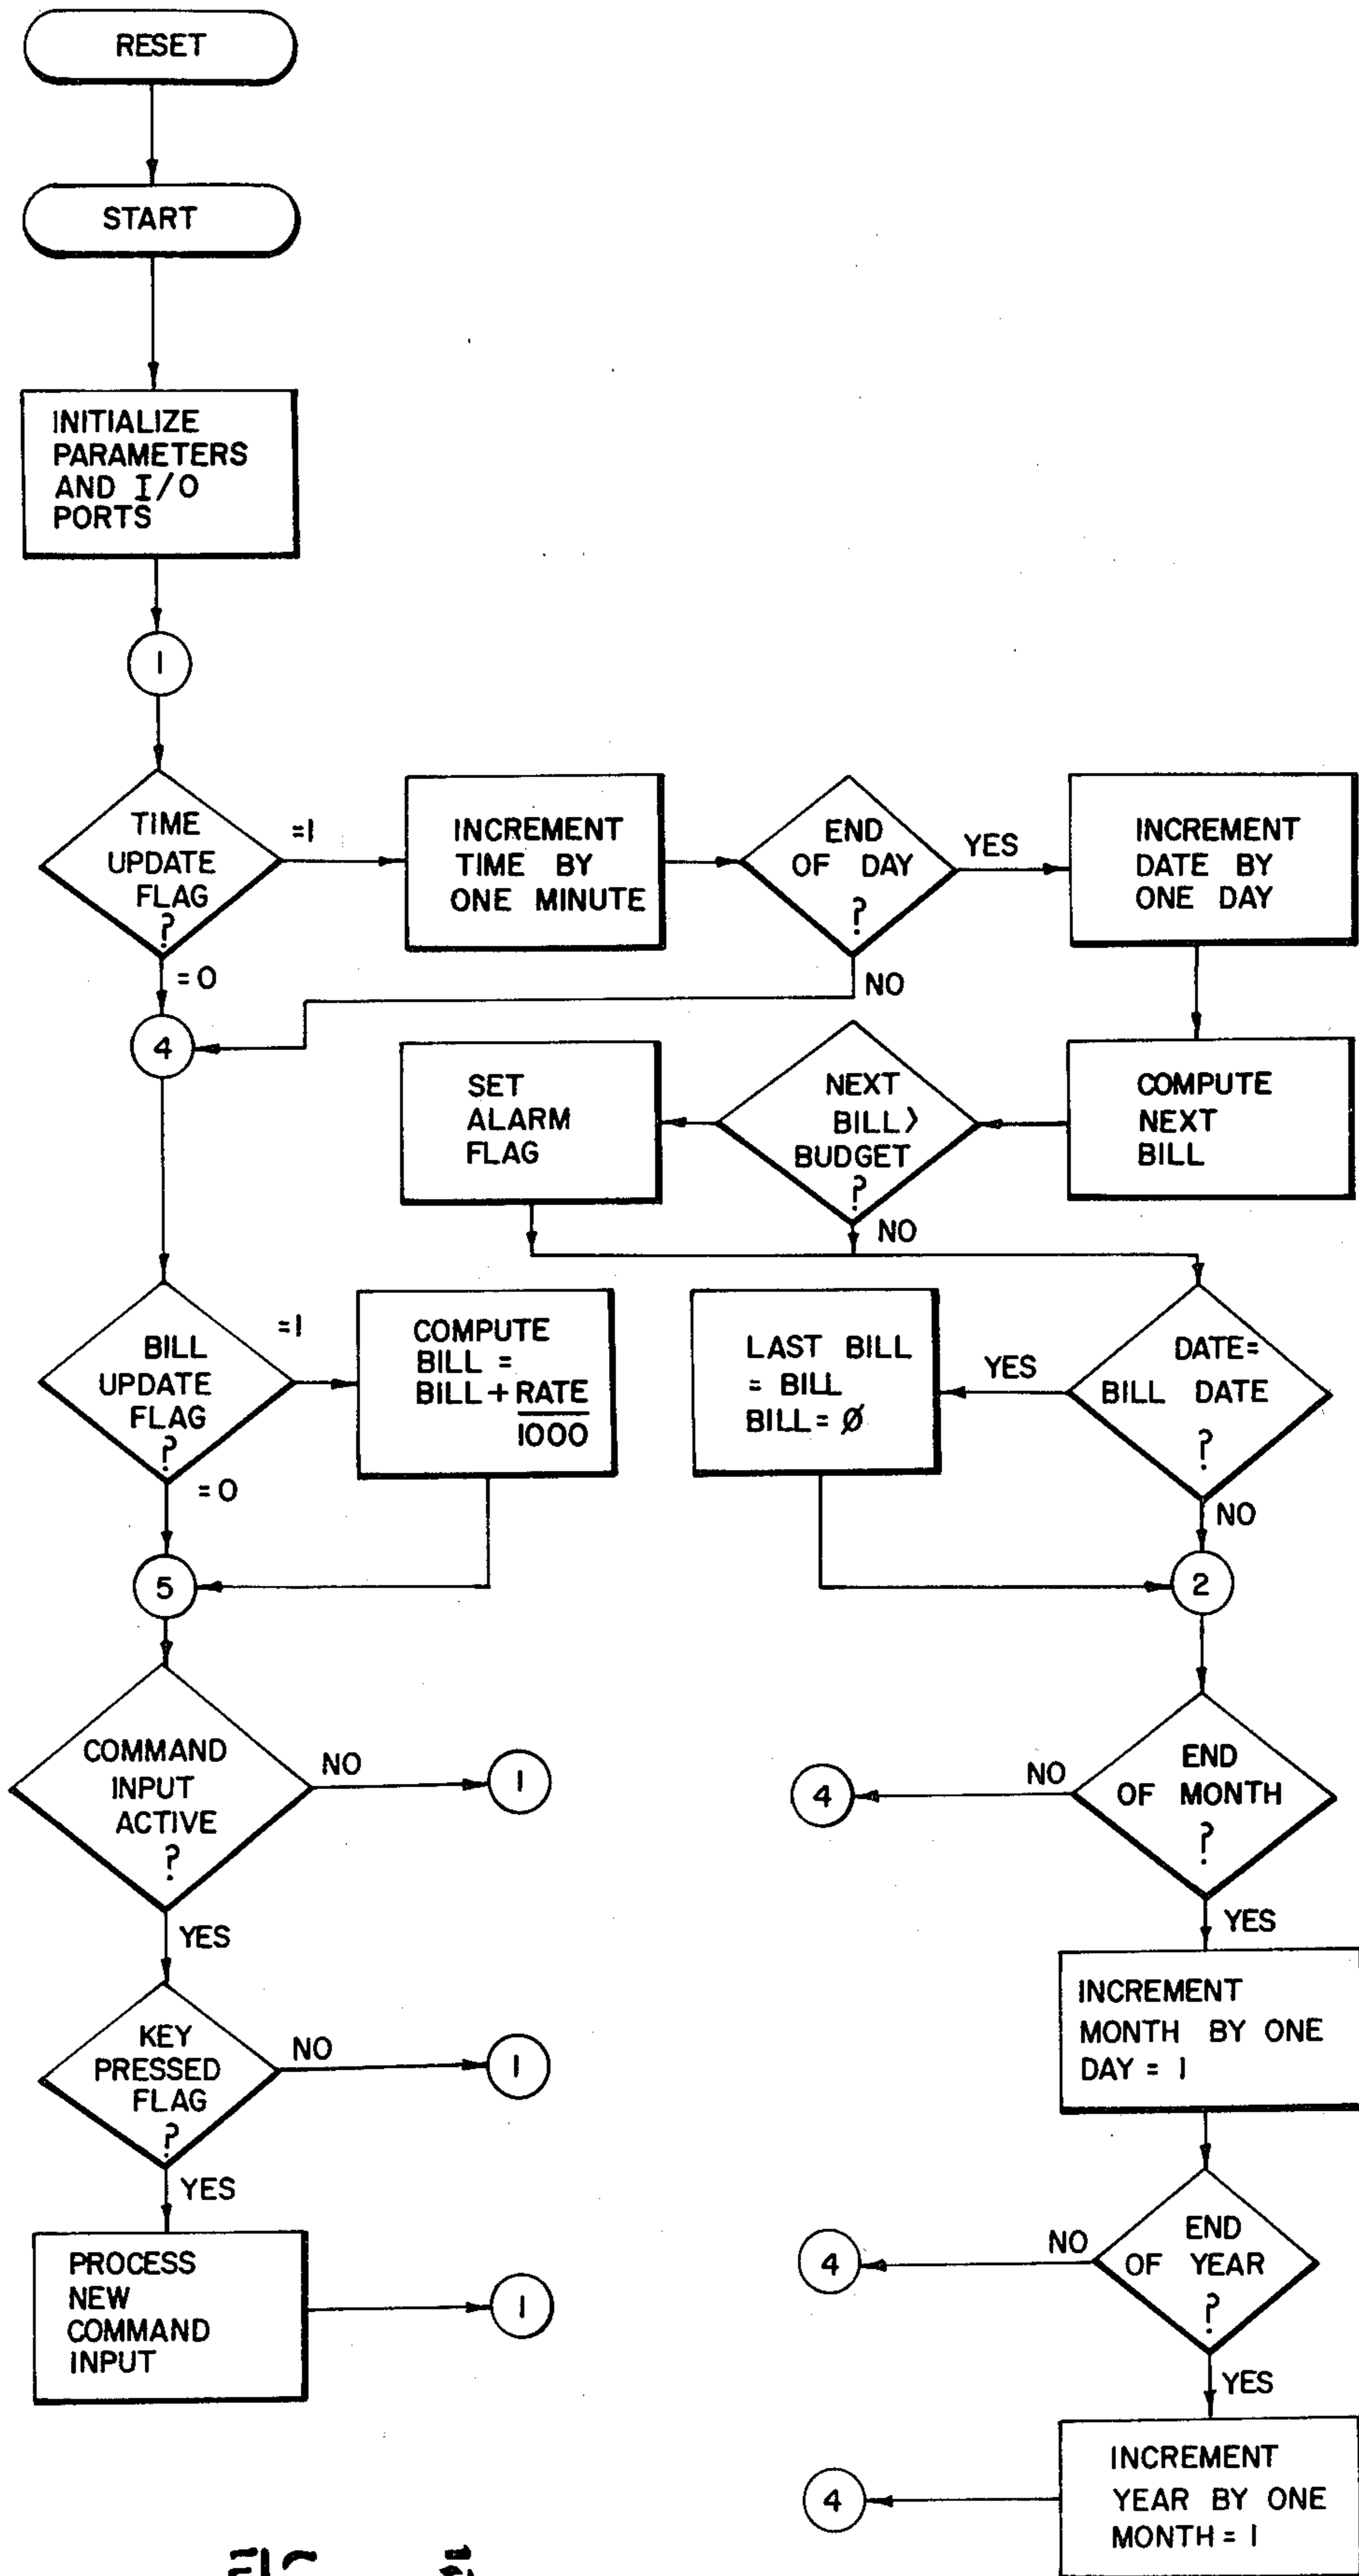 RESET
START
INITIALIZE
PARAMETERS
AND I/O
PORTS
1
TIME
UPDATE
FLAG
?
=1
=0
INCREMENT
TIME BY
ONE MINUTE
END
OF DAY
?
YES
NO
INCREMENT
DATE BY
ONE DAY
4
SET
ALARM
FLAG
NEXT
BILL>
BUDGET
?
NO
COMPUTE
NEXT
BILL
BILL
UPDATE
FLAG
?
=1
=0
COMPUTE
BILL =
BILL + RATE
1000
LAST BILL
= BILL
BILL = Ø
YES
DATE=
BILL DATE
?
NO
5
2
COMMAND
INPUT
ACTIVE
?
NO
1
YES
4
NO
END
OF MONTH
?
YES
KEY
PRESSED
FLAG
?
NO
1
YES
INCREMENT
MONTH BY ONE
DAY = 1
PROCESS
NEW
COMMAND
INPUT
1
4
NO
END
OF YEAR
?
YES
4
INCREMENT
YEAR BY ONE
MONTH = 1